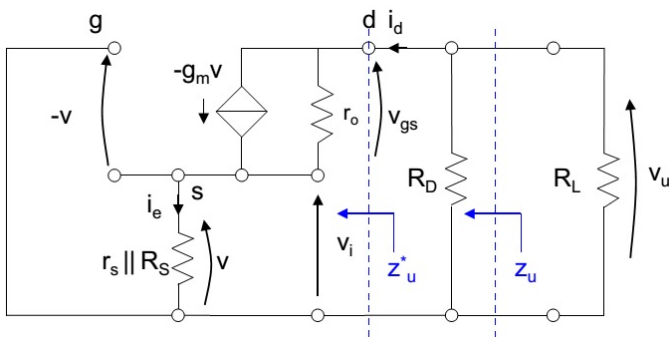 g
d
i_d
-g_mv
-v
r_o
v_gs
R_D
R_L
v_u
s
i_e
r_s || R_S
v
v_i
z*_u
z_u